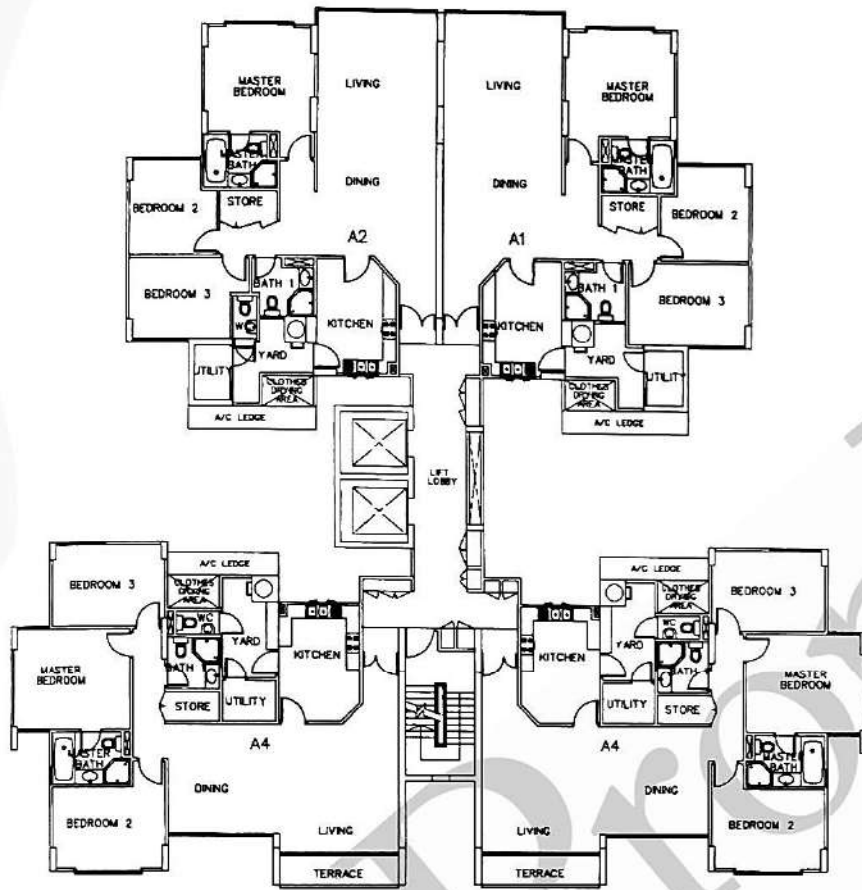 LIVING
LIVING
MASTER
BEDROOM
MASTER
BEDROOM
MASTER
BATH
MASTER
BATH
DINING
DINING
BEDROOM 2
STORE
STORE
BEDROOM 2
A2
A1
BEDROOM 3
BATH 1
BATH 1
BEDROOM 3
WC
KITCHEN
KITCHEN
YARD
YARD
UTILITY
UTILITY
CLOTHES
DRYING
AREA
CLOTHES
DRYING
AREA
A/C LEDGE
A/C LEDGE
LIFT
LOBBY
A/C LEDGE
A/C LEDGE
BEDROOM 3
CLOTHES
DRYING
AREA
CLOTHES
DRYING
AREA
BEDROOM 3
WC
WC
YARD
YARD
KITCHEN
KITCHEN
MASTER
BEDROOM
BATH
BATH
MASTER
BEDROOM
UTILITY
UTILITY
STORE
STORE
A4
A4
MASTER
BATH
MASTER
BATH
DINING
DINING
BEDROOM 2
LIVING
LIVING
BEDROOM 2
TERRACE
TERRACE